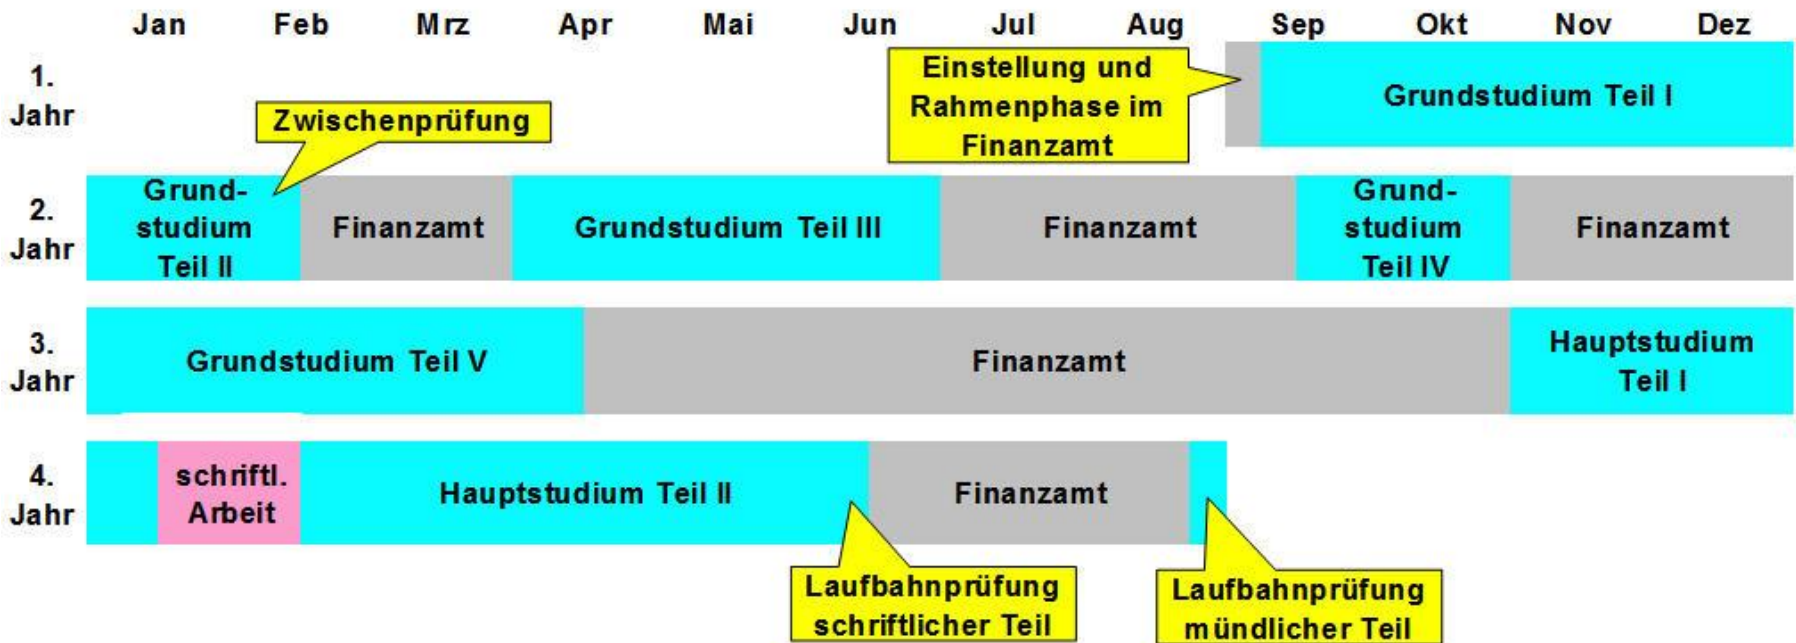 Jan Feb Mrz Apr Mai Jun Jul Aug Sep Okt Nov Dez
1.
Jahr
Einstellung und
Rahmenphase im
Finanzamt
Grundstudium Teil I
Zwischenprüfung
2.
Jahr
Grund-
studium
Teil II
Finanzamt
Grundstudium Teil III
Finanzamt
Grund-
studium
Teil IV
Finanzamt
3.
Jahr
Grundstudium Teil V
Finanzamt
Hauptstudium
Teil I
4.
Jahr
schriftl.
Arbeit
Hauptstudium Teil II
Finanzamt
Laufbahnprüfung
schriftlicher Teil
Laufbahnprüfung
mündlicher Teil